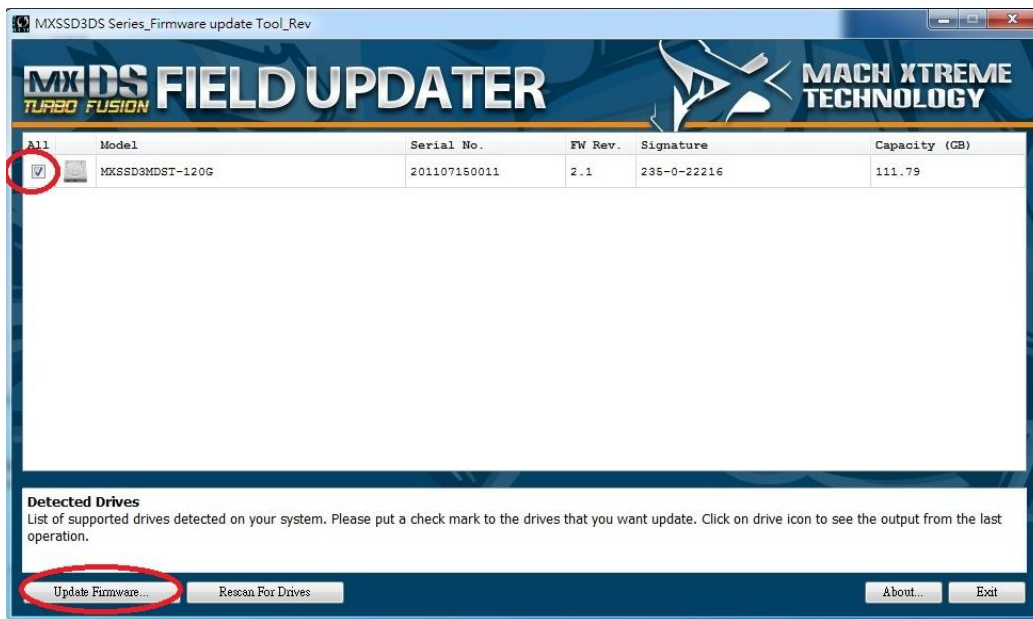 MXSSD3DS Series_Firmware update Tool_Rev
MX DS FIELD UPDATER
TURBO FUSION
MACH XTREME
TECHNOLOGY
All Model Serial No. FW Rev. Signature Capacity (GB)
MXSSD3MDST-120G 201107150011 2.1 235-0-22216 111.79
Detected Drives
List of supported drives detected on your system. Please put a check mark to the drives that you want update. Click on drive icon to see the output from the last
operation.
Update Firmware... Rescan For Drives About... Exit